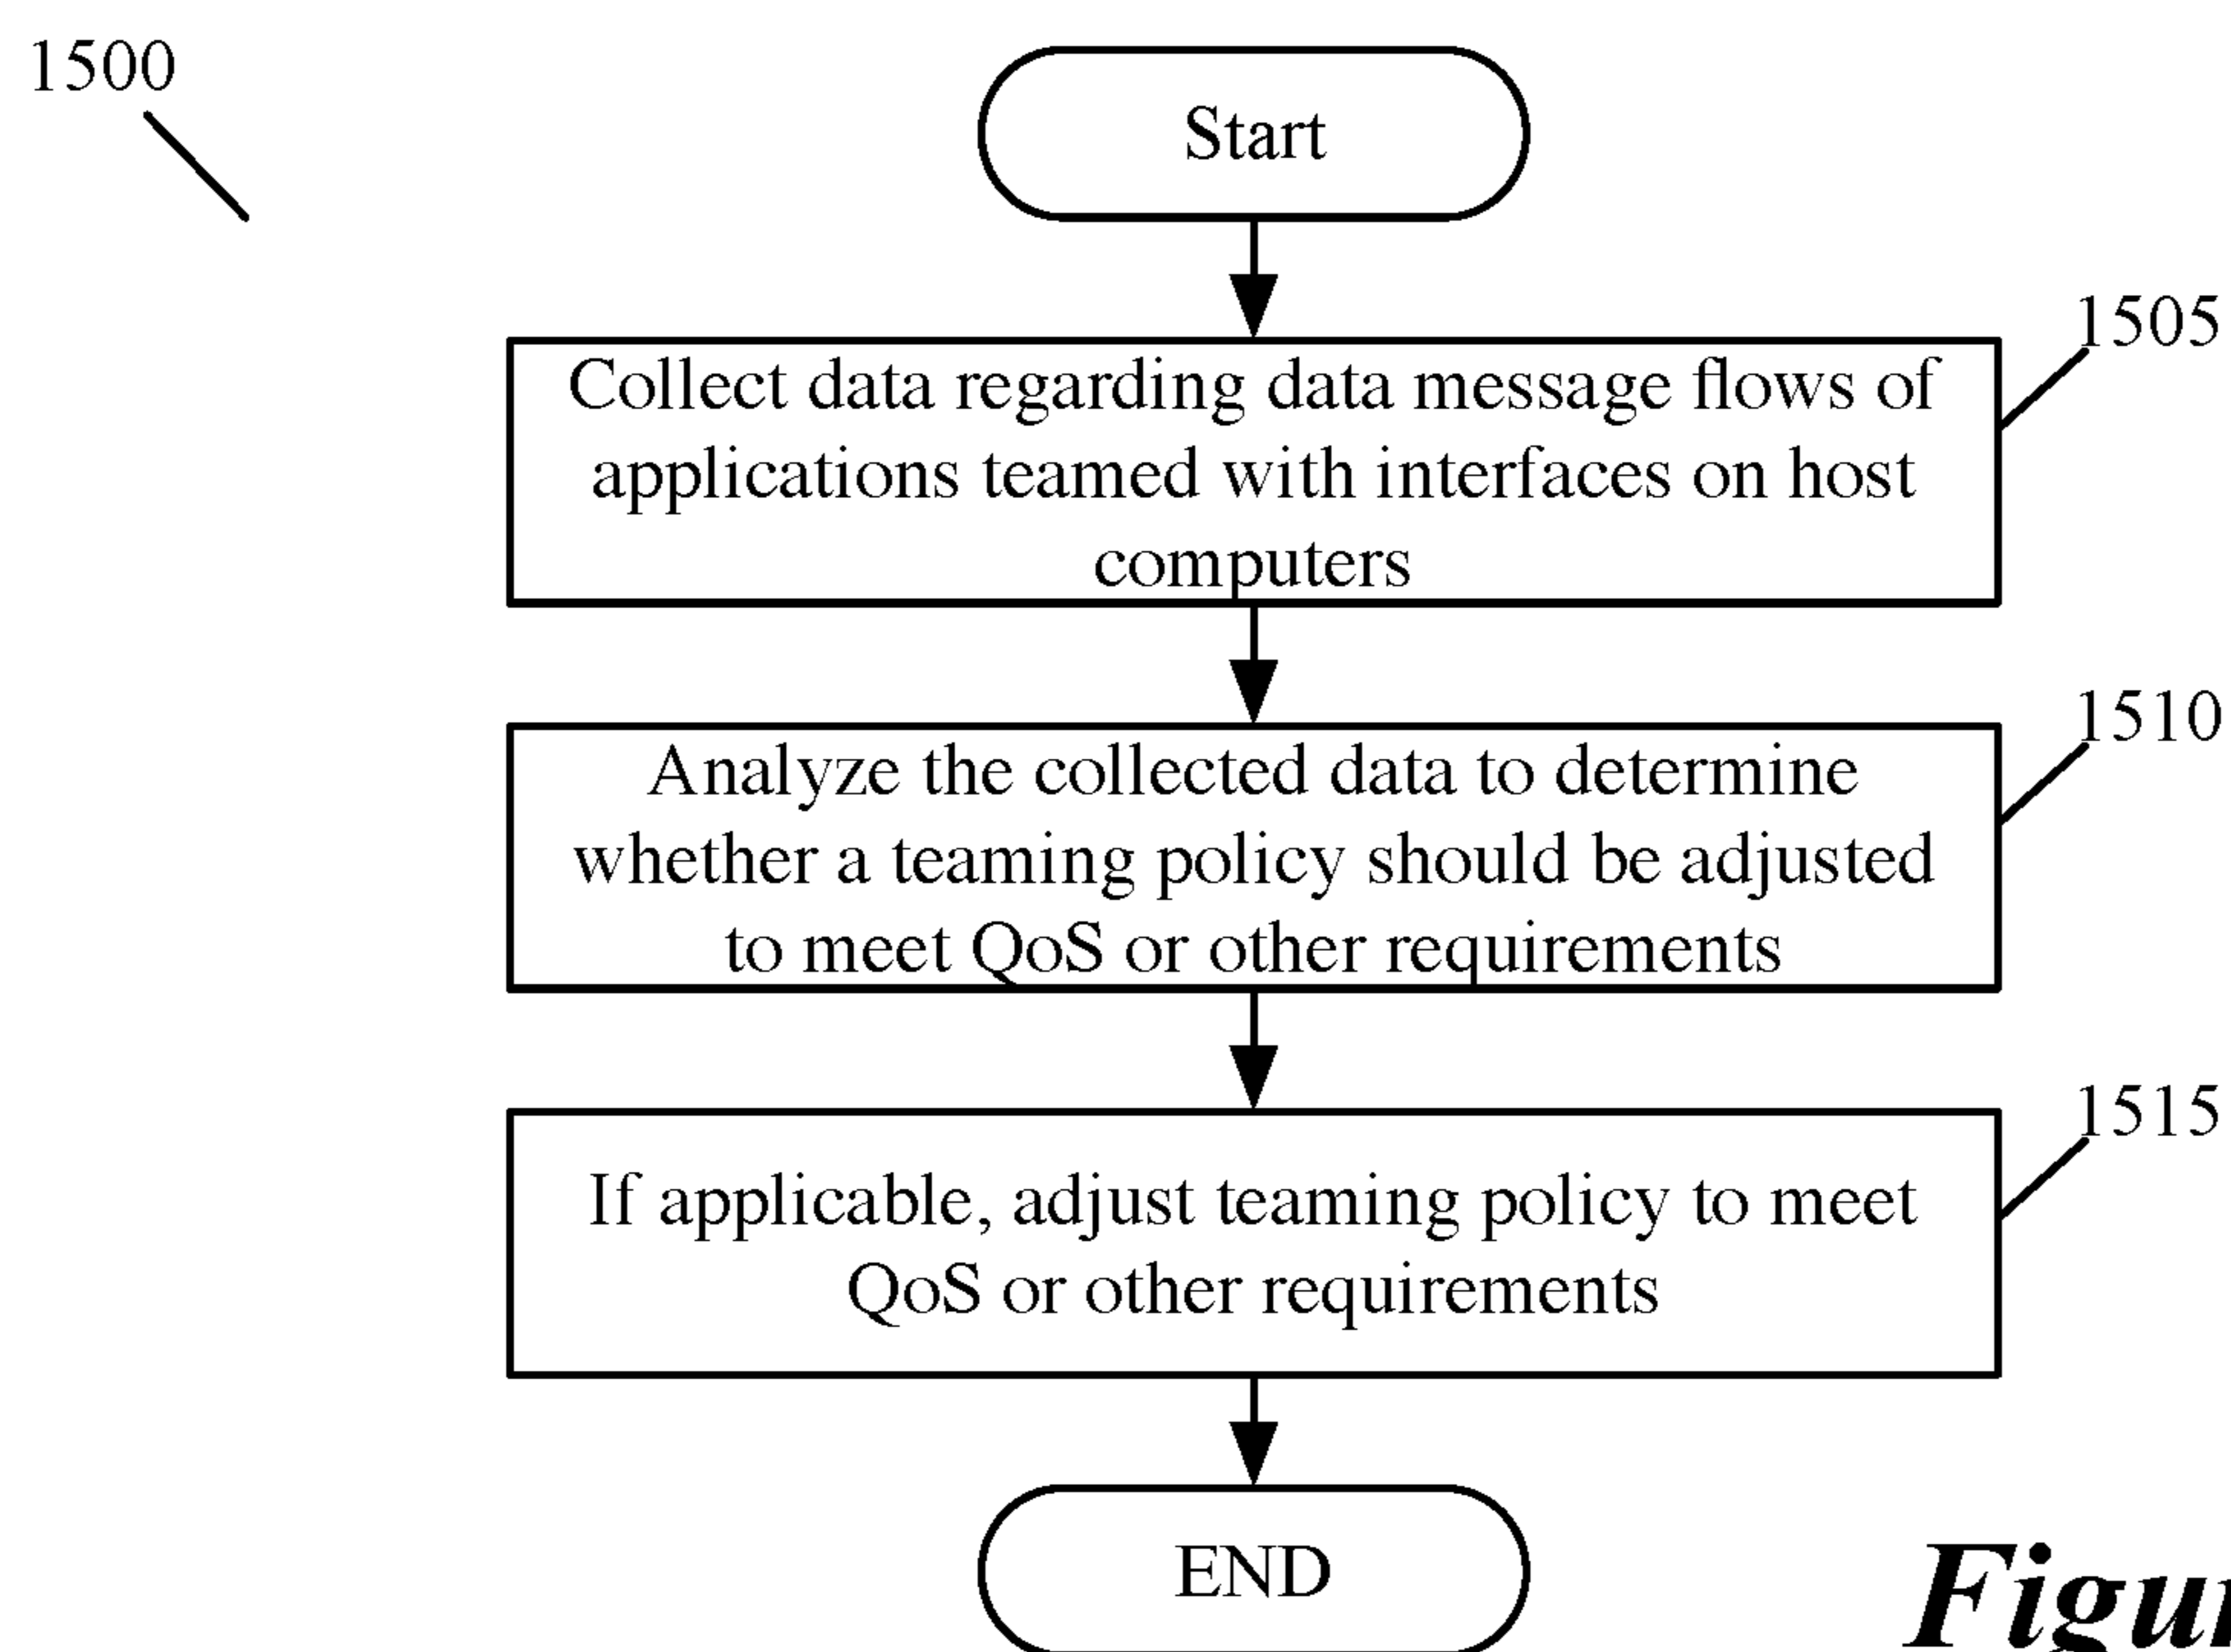 1500
Start
1505
Collect data regarding data message flows of
applications teamed with interfaces on host
computers
1510
Analyze the collected data to determine
whether a teaming policy should be adjusted
to meet QoS or other requirements
1515
If applicable, adjust teaming policy to meet
QoS or other requirements
END